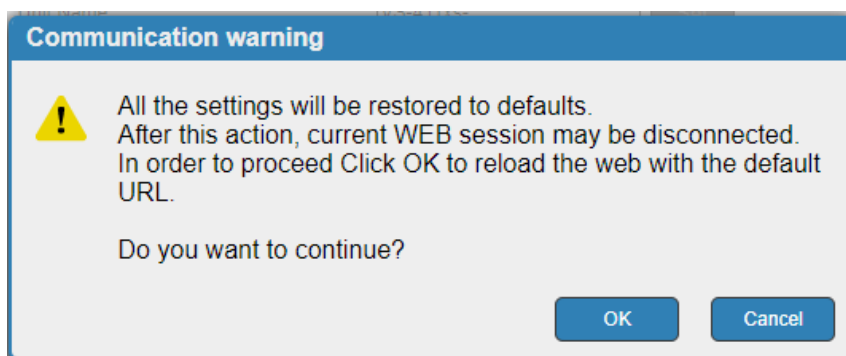 Communication warning
All the settings will be restored to defaults.
After this action, current WEB session may be disconnected.
In order to proceed Click OK to reload the web with the default
URL.
Do you want to continue?
OK
Cancel